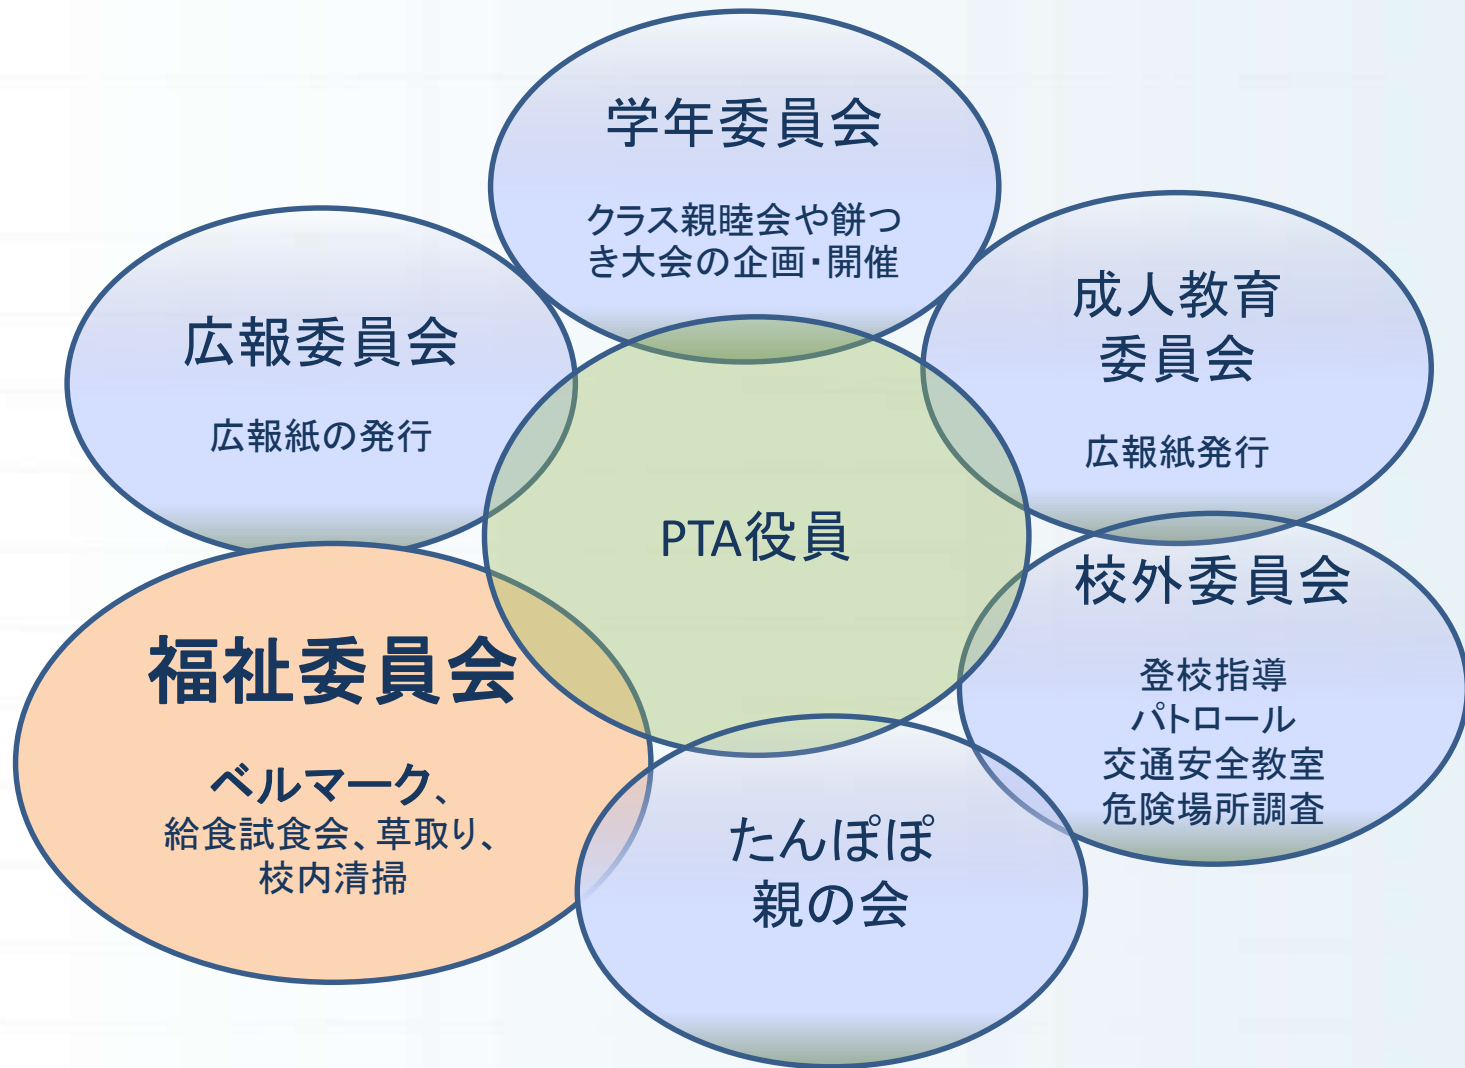 学年委員会
クラス親睦会や餅つ
き大会の企画・開催
広報委員会
広報紙の発行
成人教育
委員会
広報紙発行
PTA役員
校外委員会
登校指導
パトロール
交通安全教室
危険場所調査
福祉委員会
ベルマーク、
給食試食会、草取り、
校内清掃
たんぽぽ
親の会